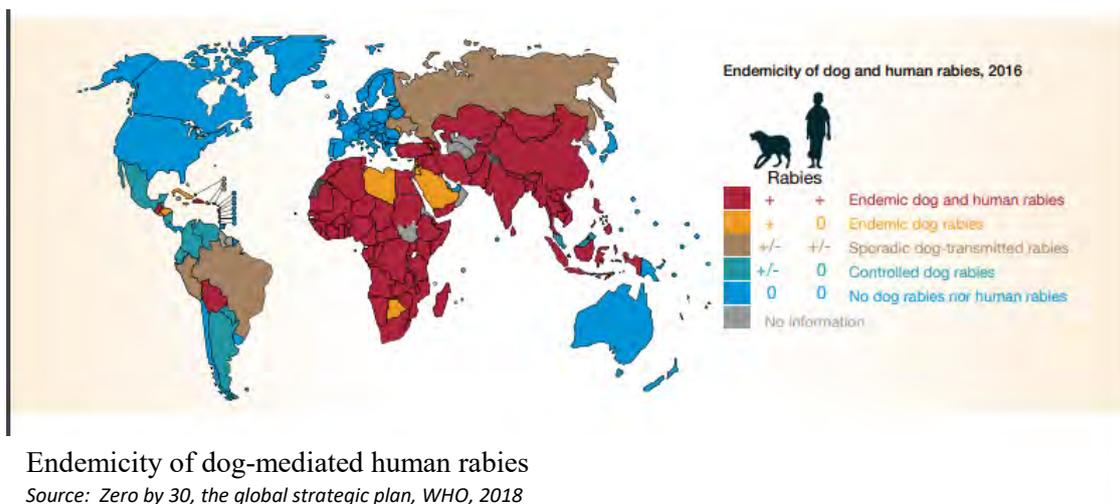 Endemicity of dog and human rabies, 2016
Rabies
+ + Endemic dog and human rabies
+ 0 Endemic dog rabies
+/- +/- Sporadic dog-transmitted rabies
+/- 0 Controlled dog rabies
0 0 No dog rabies nor human rabies
No information
Endemicity of dog-mediated human rabies
Source: Zero by 30, the global strategic plan, WHO, 2018